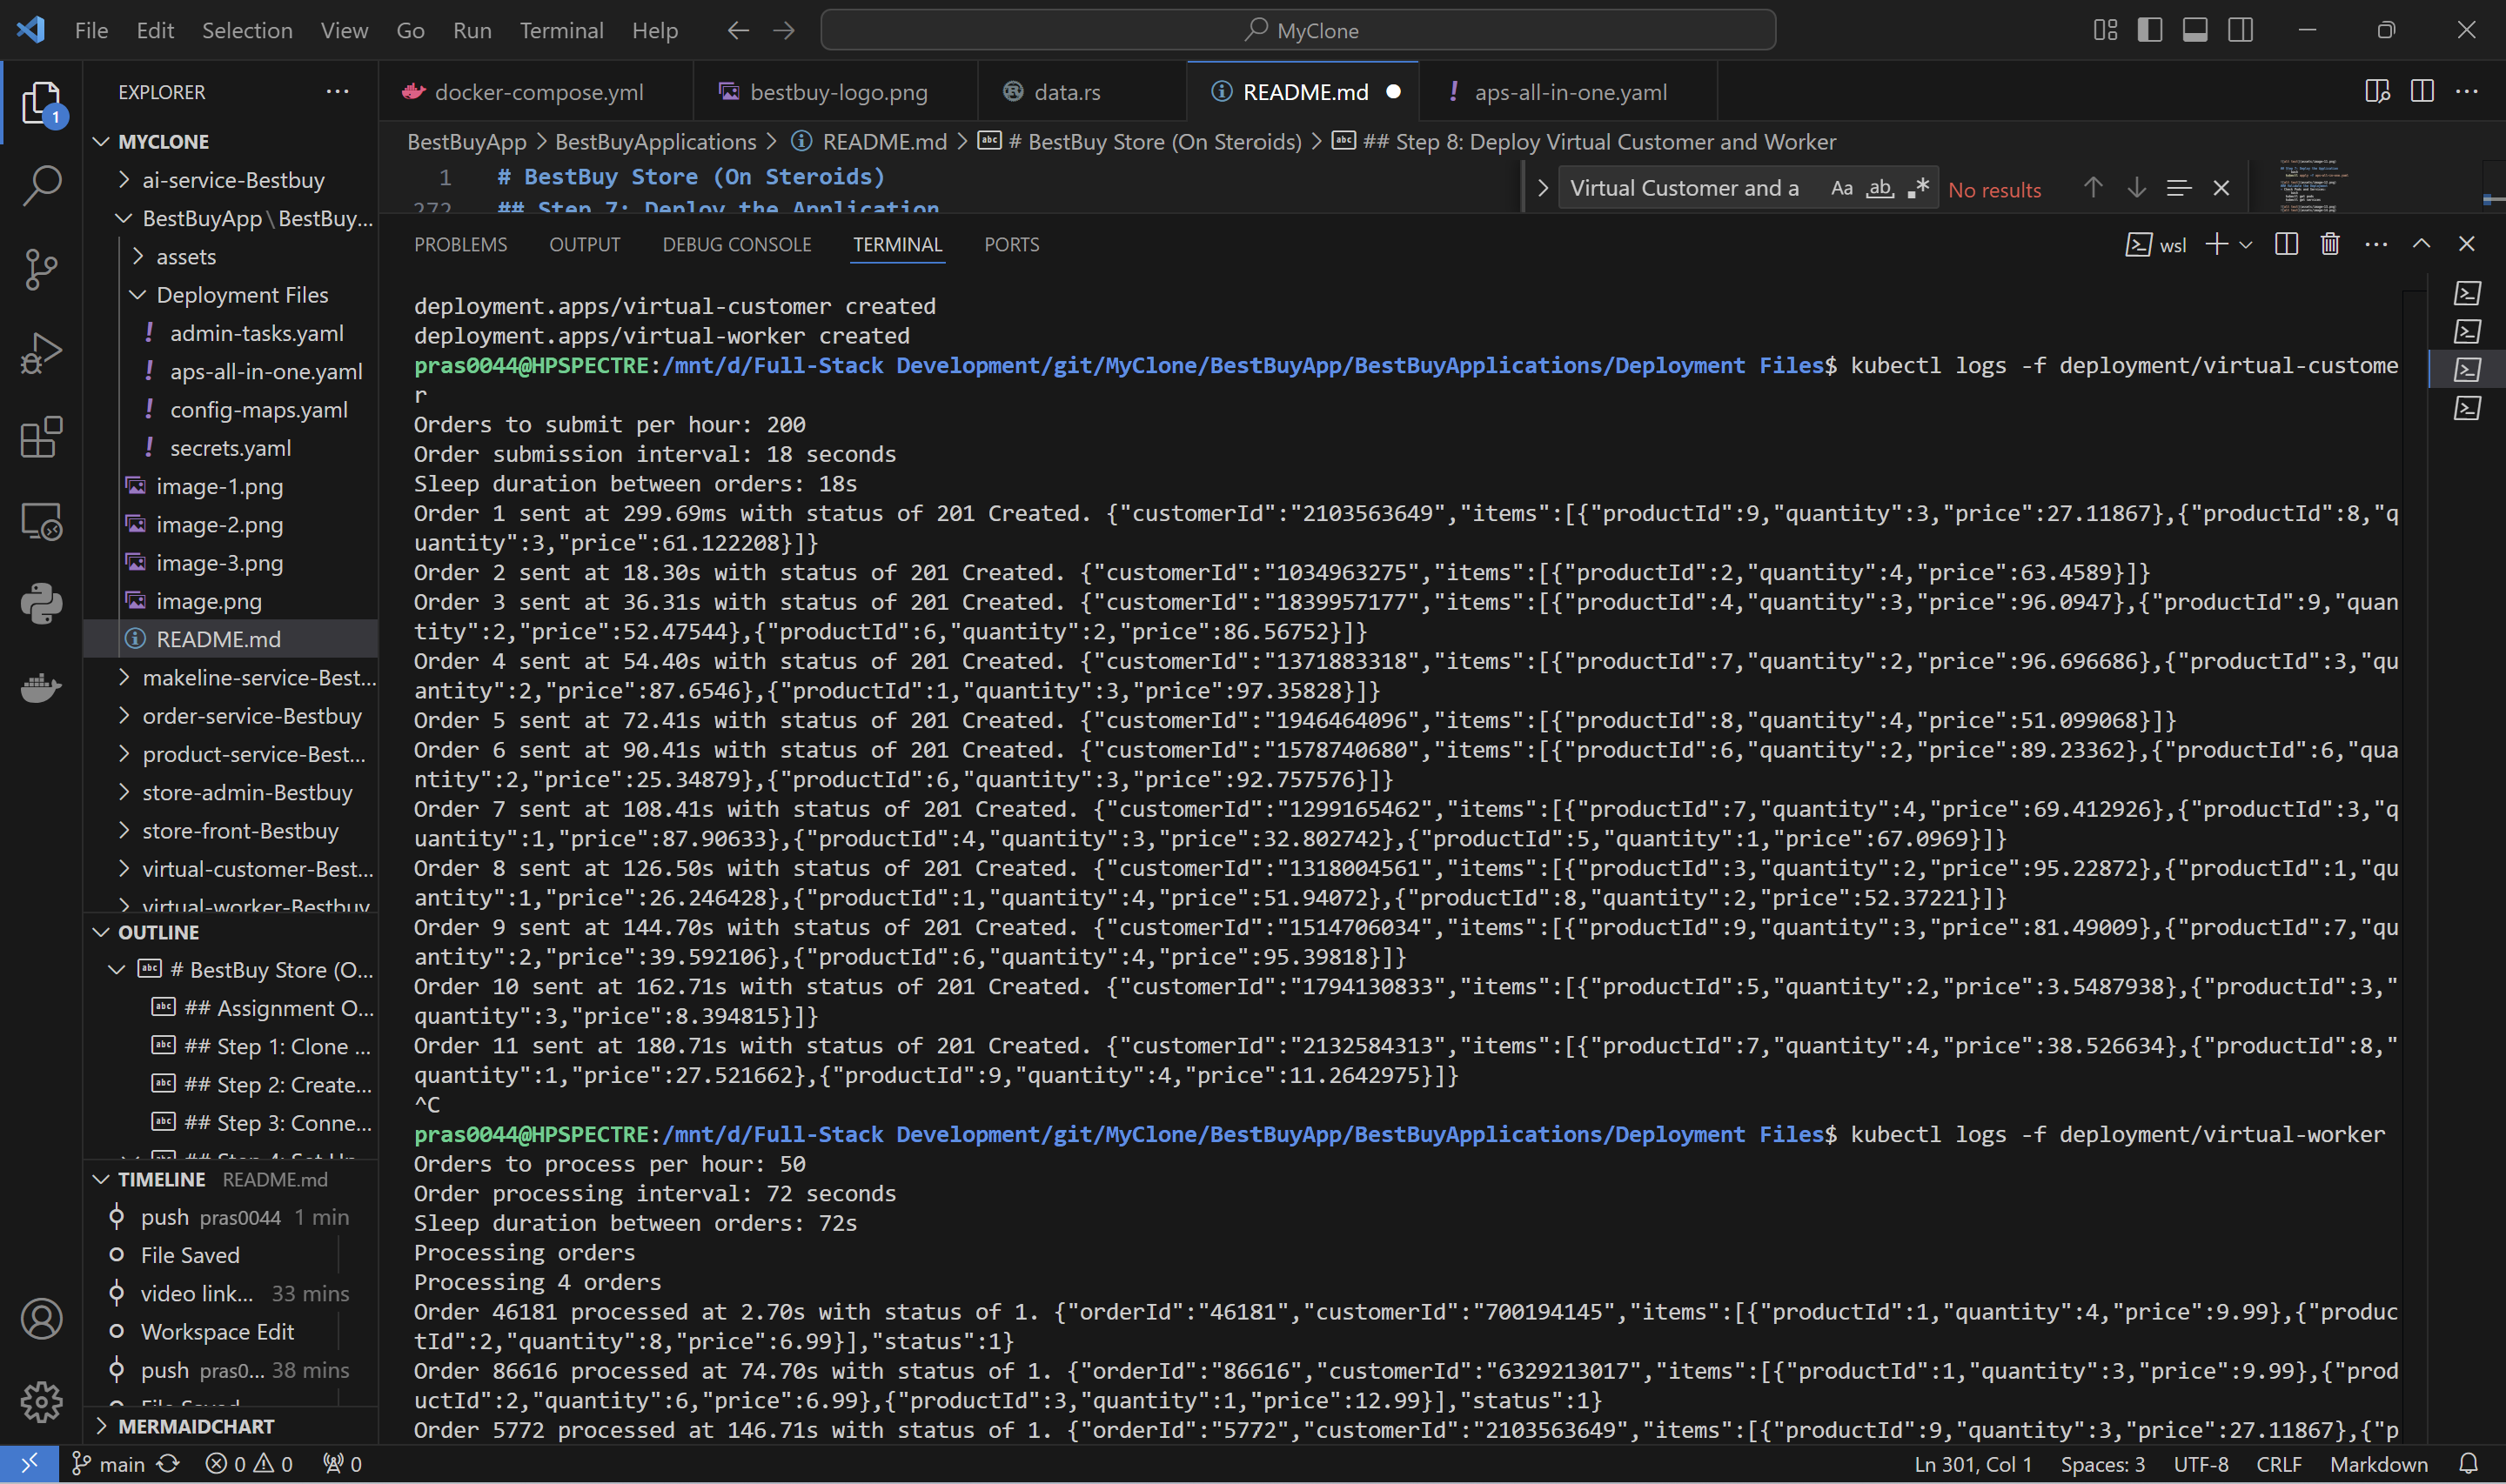 File Edit Selection View Go Run Terminal Help MyClone
EXPLORER
1
MYCLONE
ai-service-Bestbuy
BestBuyApp\BestBuy...
assets
Deployment Files
admin-tasks.yaml
aps-all-in-one.yaml
config-maps.yaml
secrets.yaml
image-1.png
image-2.png
image-3.png
image.png
README.md
makeline-service-Best...
order-service-Bestbuy
product-service-Best...
store-admin-Bestbuy
store-front-Bestbuy
virtual-customer-Best...
virtual-worker-Bestbuy
OUTLINE
# BestBuy Store (O...
## Assignment O...
## Step 1: Clone ...
## Step 2: Create...
## Step 3: Conne...
## Step 4: Set Up
TIMELINE README.md
push pras0044 1 min
File Saved
video link... 33 mins
Workspace Edit
push pras0... 38 mins
File Saved
MERMAIDCHART
docker-compose.yml bestbuy-logo.png data.rs README.md aps-all-in-one.yaml
BestBuyApp > BestBuyApplications > README.md > # BestBuy Store (On Steroids) > ## Step 8: Deploy Virtual Customer and Worker
1 # BestBuy Store (On Steroids)
272 ## Step 7: Deploy the Application
Virtual Customer and a Aa ab .* No results
PROBLEMS OUTPUT DEBUG CONSOLE TERMINAL PORTS wsl
deployment.apps/virtual-customer created
deployment.apps/virtual-worker created
pras0044@HPSPECTRE:/mnt/d/Full-Stack Development/git/MyClone/BestBuyApp/BestBuyApplications/Deployment Files$ kubectl logs -f deployment/virtual-custome
r
Orders to submit per hour: 200
Order submission interval: 18 seconds
Sleep duration between orders: 18s
Order 1 sent at 299.69ms with status of 201 Created. {"customerId":"2103563649","items":[{"productId":9,"quantity":3,"price":27.11867},{"productId":8,"q
uantity":3,"price":61.122208}]}
Order 2 sent at 18.30s with status of 201 Created. {"customerId":"1034963275","items":[{"productId":2,"quantity":4,"price":63.4589}]}
Order 3 sent at 36.31s with status of 201 Created. {"customerId":"1839957177","items":[{"productId":4,"quantity":3,"price":96.0947},{"productId":9,"quan
tity":2,"price":52.47544},{"productId":6,"quantity":2,"price":86.56752}]}
Order 4 sent at 54.40s with status of 201 Created. {"customerId":"1371883318","items":[{"productId":7,"quantity":2,"price":96.696686},{"productId":3,"qu
antity":2,"price":87.6546},{"productId":1,"quantity":3,"price":97.35828}]}
Order 5 sent at 72.41s with status of 201 Created. {"customerId":"1946464096","items":[{"productId":8,"quantity":4,"price":51.099068}]}
Order 6 sent at 90.41s with status of 201 Created. {"customerId":"1578740680","items":[{"productId":6,"quantity":2,"price":89.23362},{"productId":6,"qua
ntity":2,"price":25.34879},{"productId":6,"quantity":3,"price":92.757576}]}
Order 7 sent at 108.41s with status of 201 Created. {"customerId":"1299165462","items":[{"productId":7,"quantity":4,"price":69.412926},{"productId":3,"q
uantity":1,"price":87.90633},{"productId":4,"quantity":3,"price":32.802742},{"productId":5,"quantity":1,"price":67.0969}]}
Order 8 sent at 126.50s with status of 201 Created. {"customerId":"1318004561","items":[{"productId":3,"quantity":2,"price":95.22872},{"productId":1,"qu
antity":1,"price":26.246428},{"productId":1,"quantity":4,"price":51.94072},{"productId":8,"quantity":2,"price":52.37221}]}
Order 9 sent at 144.70s with status of 201 Created. {"customerId":"1514706034","items":[{"productId":9,"quantity":3,"price":81.49009},{"productId":7,"qu
antity":2,"price":39.592106},{"productId":6,"quantity":4,"price":95.39818}]}
Order 10 sent at 162.71s with status of 201 Created. {"customerId":"1794130833","items":[{"productId":5,"quantity":2,"price":3.5487938},{"productId":3,"
quantity":3,"price":8.394815}]}
Order 11 sent at 180.71s with status of 201 Created. {"customerId":"2132584313","items":[{"productId":7,"quantity":4,"price":38.526634},{"productId":8,"
quantity":1,"price":27.521662},{"productId":9,"quantity":4,"price":11.2642975}]}
^C
pras0044@HPSPECTRE:/mnt/d/Full-Stack Development/git/MyClone/BestBuyApp/BestBuyApplications/Deployment Files$ kubectl logs -f deployment/virtual-worker
Orders to process per hour: 50
Order processing interval: 72 seconds
Sleep duration between orders: 72s
Processing orders
Processing 4 orders
Order 46181 processed at 2.70s with status of 1. {"orderId":"46181","customerId":"700194145","items":[{"productId":1,"quantity":4,"price":9.99},{"produc
tId":2,"quantity":8,"price":6.99}],"status":1}
Order 86616 processed at 74.70s with status of 1. {"orderId":"86616","customerId":"6329213017","items":[{"productId":1,"quantity":3,"price":9.99},{"prod
uctId":2,"quantity":6,"price":6.99},{"productId":3,"quantity":1,"price":12.99}],"status":1}
Order 5772 processed at 146.71s with status of 1. {"orderId":"5772","customerId":"2103563649","items":[{"productId":9,"quantity":3,"price":27.11867},{"p
main 0 0 0 Ln 301, Col 1 Spaces: 3 UTF-8 CRLF Markdown